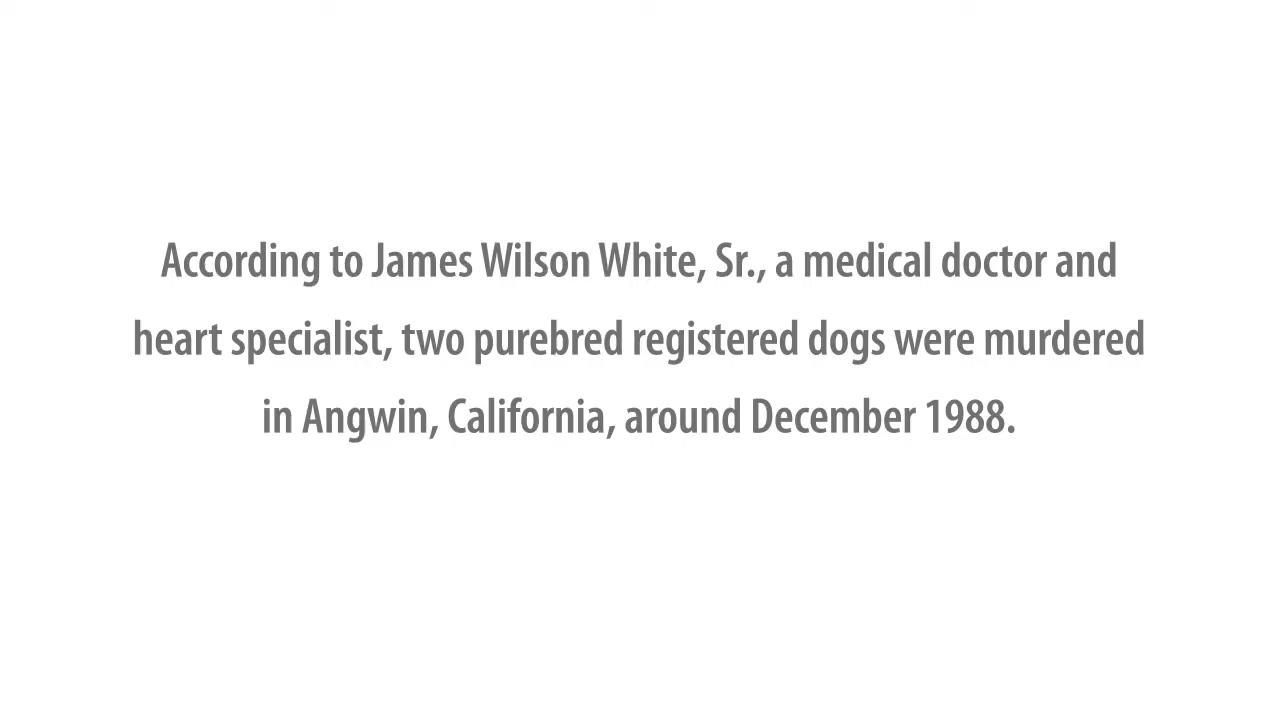 According to James Wilson White, Sr., a medical doctor and
heart specialist, two purebred registered dogs were murdered
in Angwin, California, around December 1988.